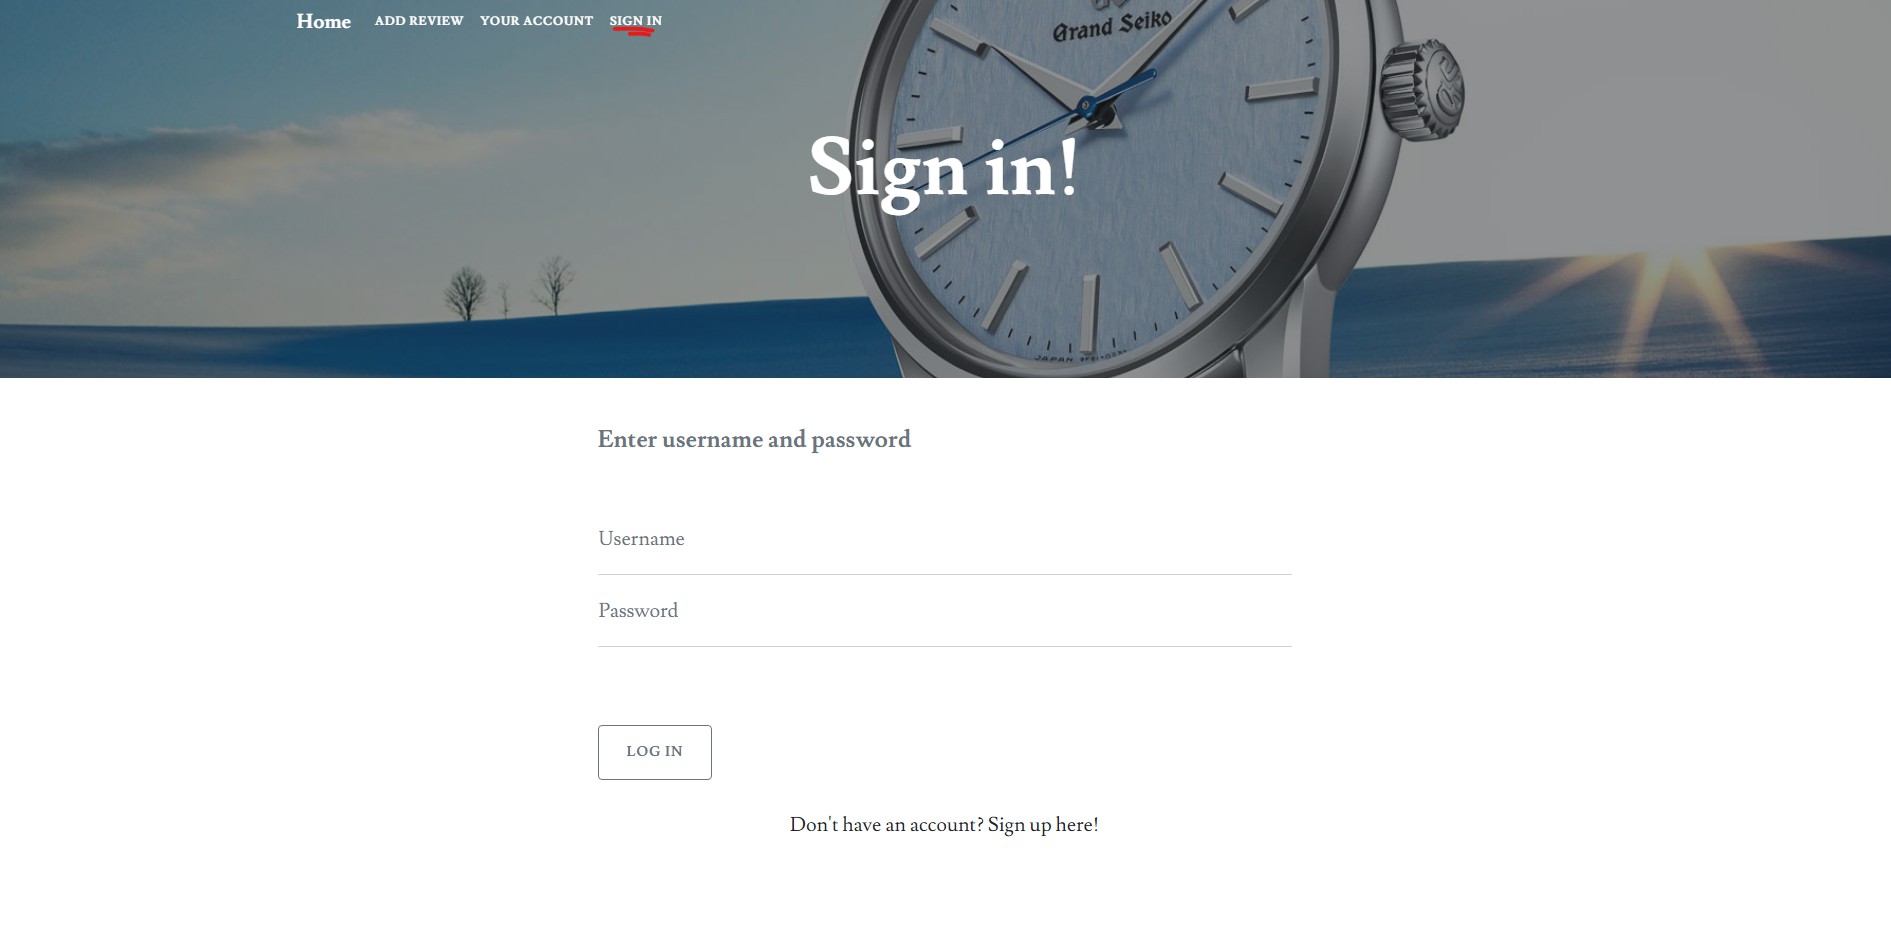 Home ADD REVIEW YOUR ACCOUNT SIGN IN
Grand Seiko
Sign in!
JAPAN
Enter username and password
Username
Password
LOG IN
Don't have an account? Sign up here!